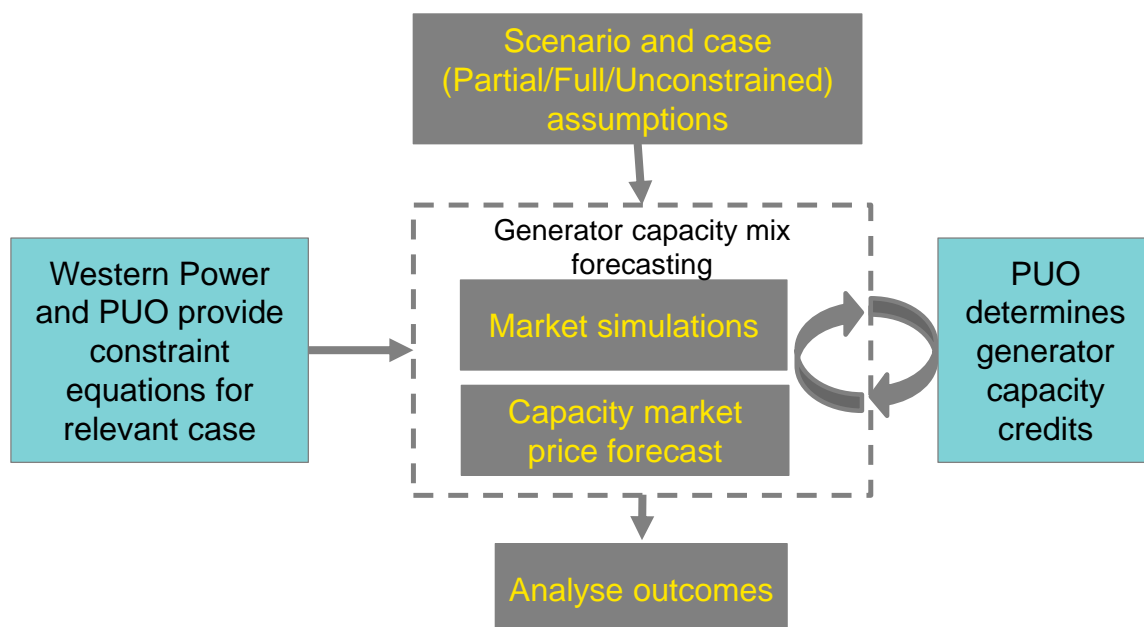 Scenario and case
(Partial/Full/Unconstrained)
assumptions
Generator capacity mix
forecasting
Western Power
and PUO provide
constraint
equations for
relevant case
Market simulations
Capacity market
price forecast
PUO
determines
generator
capacity
credits
Analyse outcomes